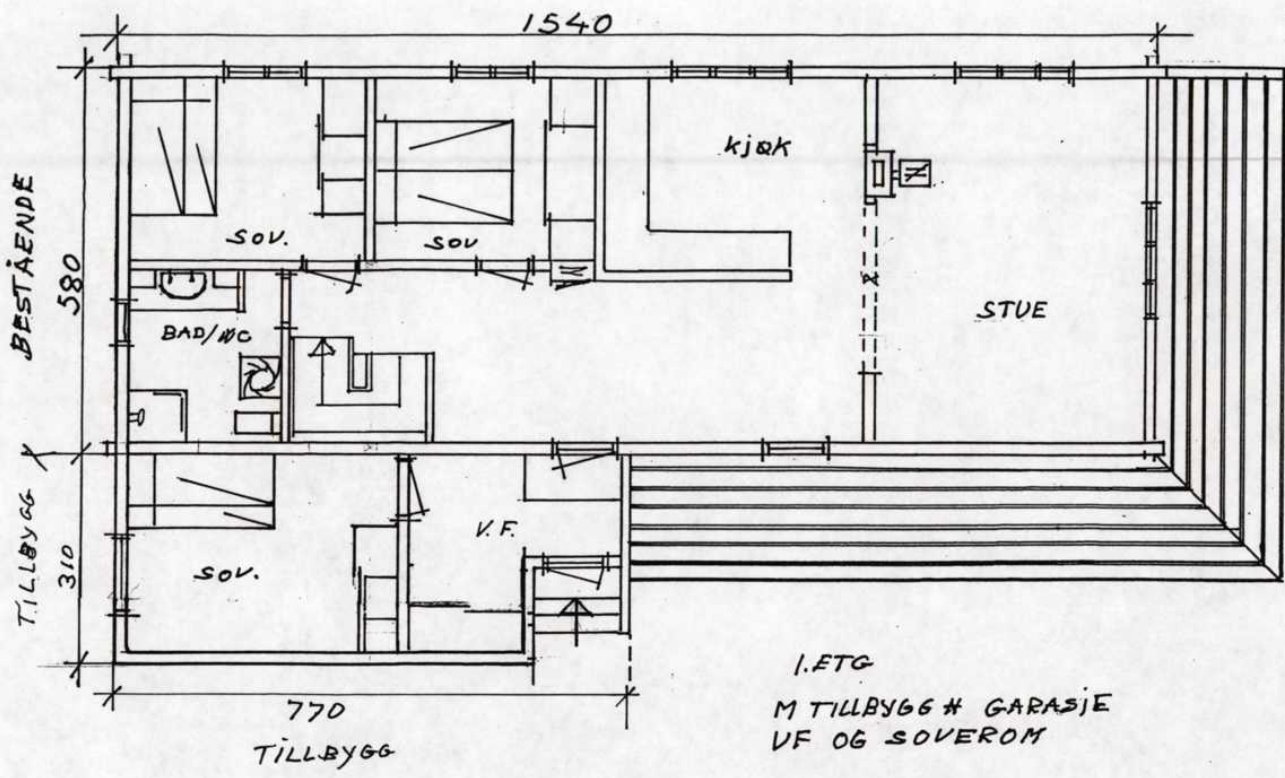 1540
BESTÅENDE
580
SOV.
SOV
kjøk
STUE
BAD/WC
TILLBYGG
310
SOV.
V.F.
770
TILLBYGG
1.ETG
M TILLBYGG # GARASJE
VF OG SOVEROM